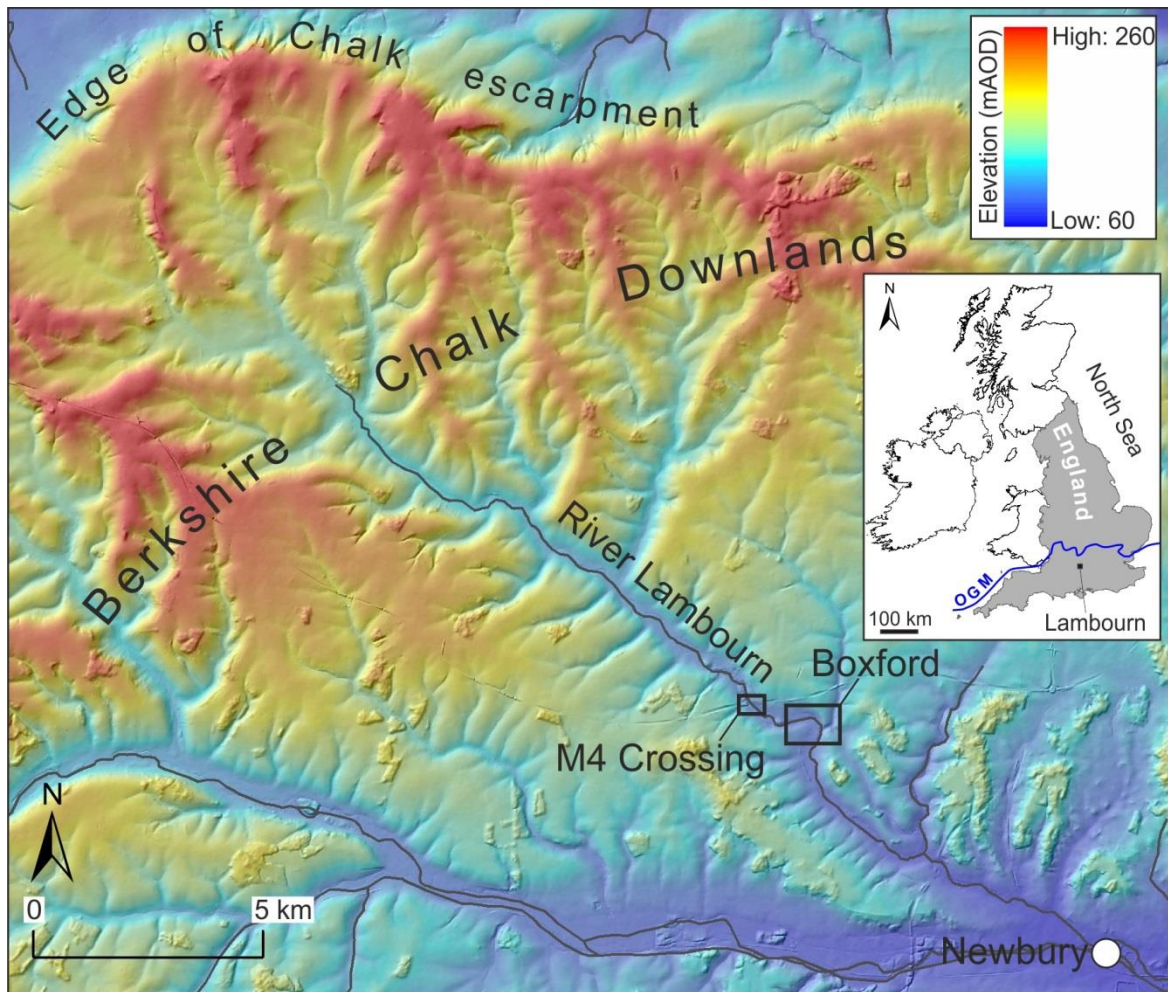 Edge of Chalk escarpment
Elevation (mAOD)
High: 260
Low: 60
Berkshire Chalk Downlands
N
North Sea
England
OGM
100 km
Lambourn
River Lambourn
Boxford
M4 Crossing
N
0 5 km
Newbury